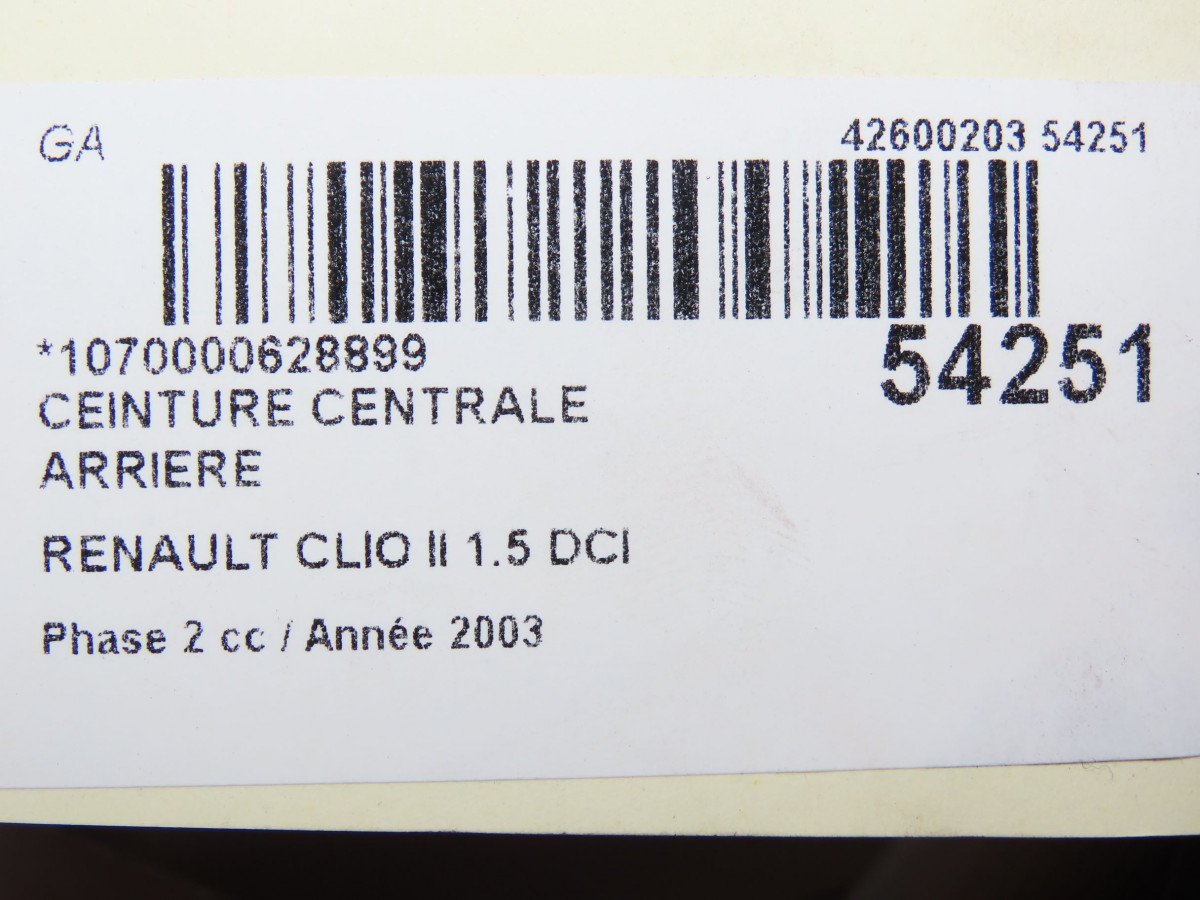 GA
42600203 54251
*1070000628899
54251
CEINTURE CENTRALE
ARRIERE
RENAULT CLIO II 1.5 DCI
Phase 2 cc / Année 2003